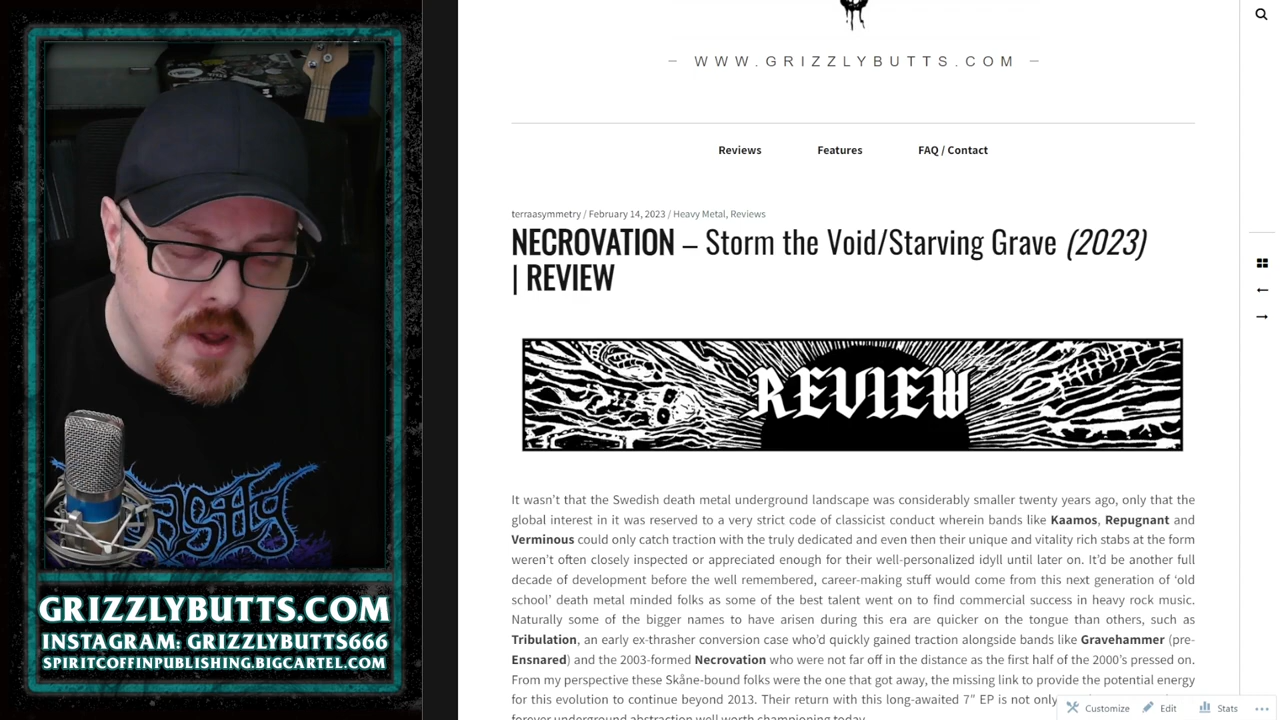 — WWW.GRIZZLYBUTTS.COM —
Reviews Features FAQ / Contact
terraasymmetry / February 14, 2023 / Heavy Metal, Reviews
NECROVATION – Storm the Void/Starving Grave (2023)
| REVIEW
REVIEW
It wasn't that the Swedish death metal underground landscape was considerably smaller twenty years ago, only that the
global interest in it was reserved to a very strict code of classicist conduct wherein bands like Kaamos, Repugnant and
Verminous could only catch traction with the truly dedicated and even then their unique and vitality rich stabs at the form
weren't often closely inspected or appreciated enough for their well-personalized idyll until later on. It'd be another full
decade of development before the well remembered, career-making stuff would come from this next generation of 'old
school' death metal minded folks as some of the best talent went on to find commercial success in heavy rock music.
Naturally some of the bigger names to have arisen during this era are quicker on the tongue than others, such as
Tribulation, an early ex-thrasher conversion case who'd quickly gained traction alongside bands like Gravehammer (pre-
Ensnared) and the 2003-formed Necrovation who were not far off in the distance as the first half of the 2000's pressed on.
From my perspective these Skåne-bound folks were the one that got away, the missing link to provide the potential energy
for this evolution to continue beyond 2013. Their return with this long-awaited 7″ EP is not only
forever underground abstraction well worth championing today.
Customize Edit Stats
GRIZZLYBUTTS.COM
INSTAGRAM: GRIZZLYBUTTS666
SPIRITCOFFINPUBLISHING.BIGCARTEL.COM